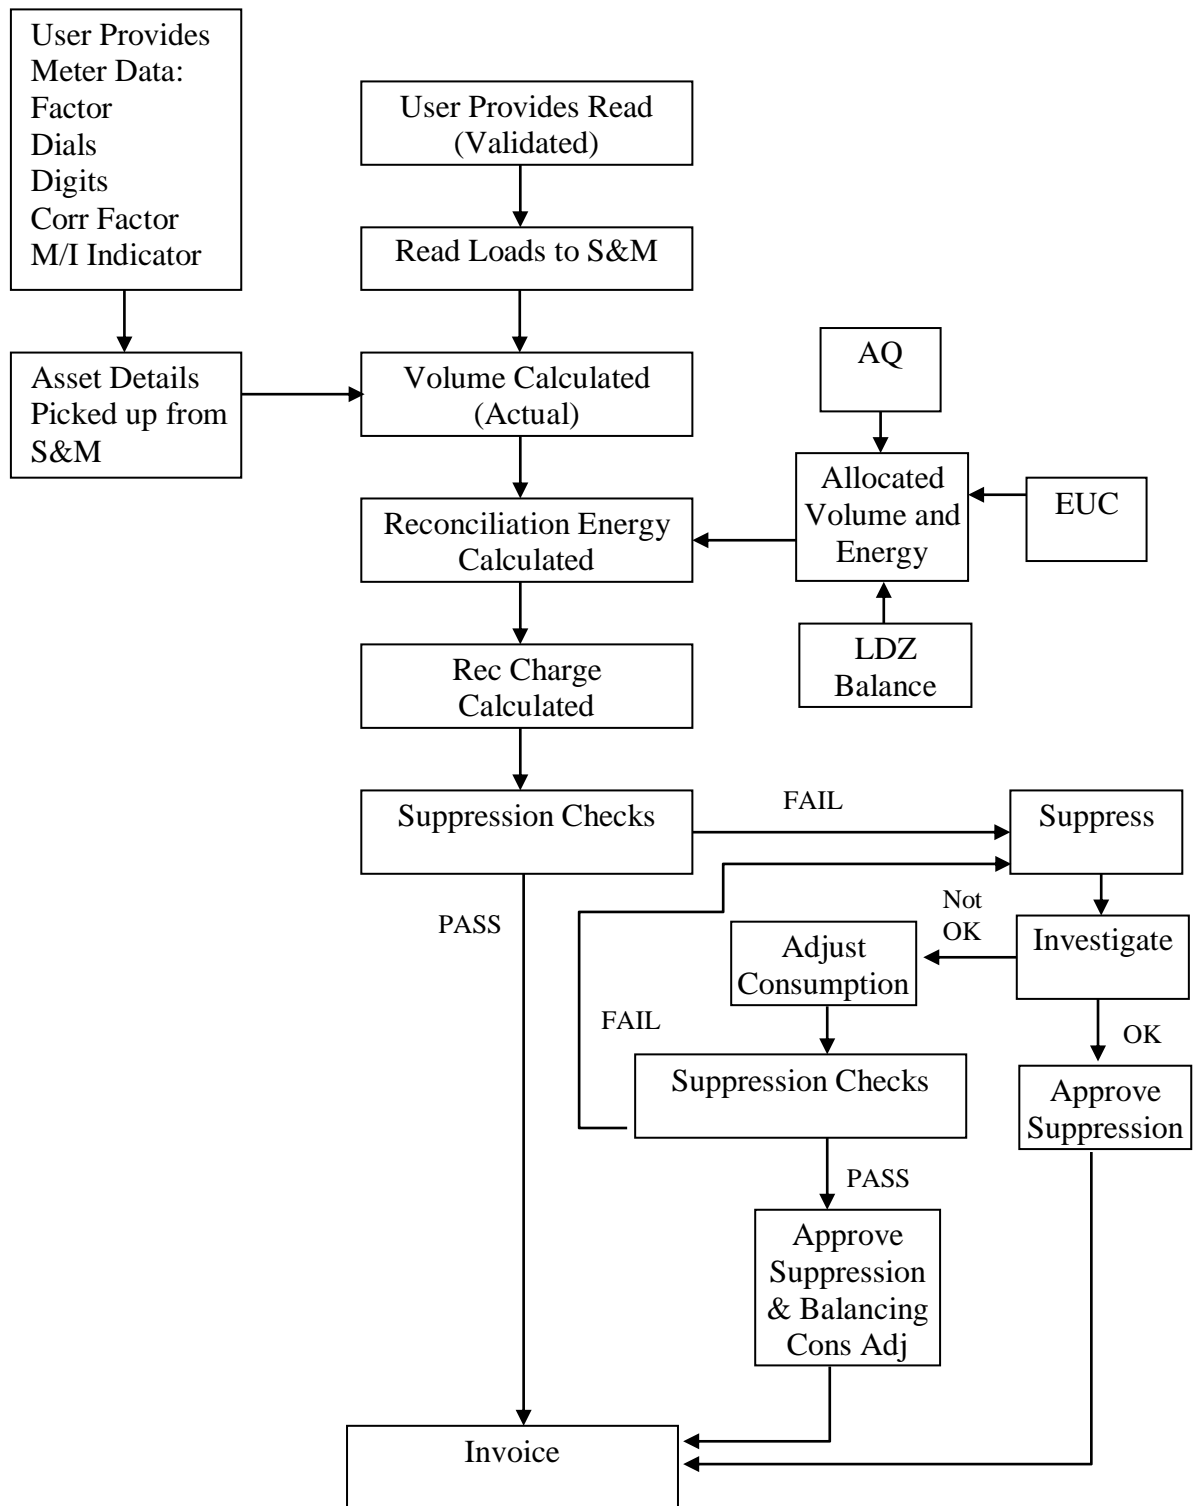 User Provides
Meter Data:
Factor
Dials
Digits
Corr Factor
M/I Indicator
User Provides Read
(Validated)
Read Loads to S&M
Asset Details
Picked up from
S&M
Volume Calculated
(Actual)
AQ
Allocated
Volume and
Energy
EUC
Reconciliation Energy
Calculated
LDZ
Balance
Rec Charge
Calculated
Suppression Checks
FAIL
Suppress
PASS
Not
OK
Adjust
Consumption
Investigate
FAIL
OK
Suppression Checks
Approve
Suppression
PASS
Approve
Suppression
& Balancing
Cons Adj
Invoice